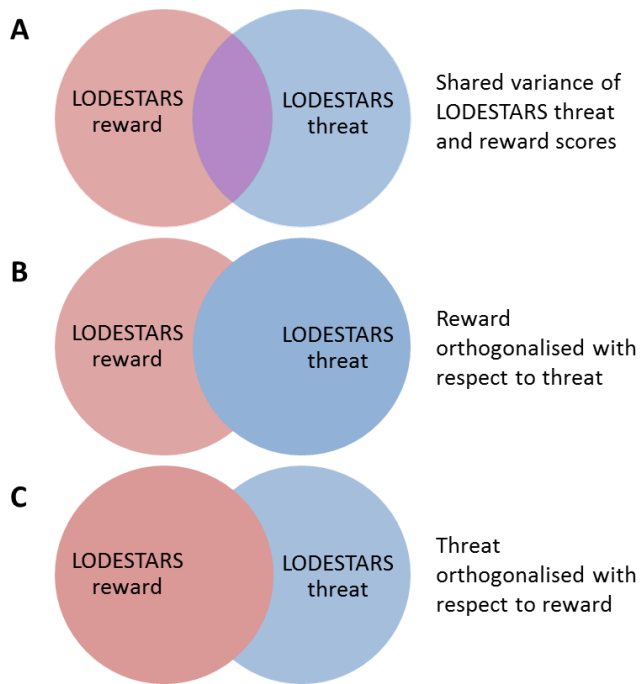 A
LODESTARS
reward
LODESTARS
threat
Shared variance of
LODESTARS threat
and reward scores
B
LODESTARS
reward
LODESTARS
threat
Reward
orthogonalised with
respect to threat
C
LODESTARS
reward
LODESTARS
threat
Threat
orthogonalised with
respect to reward